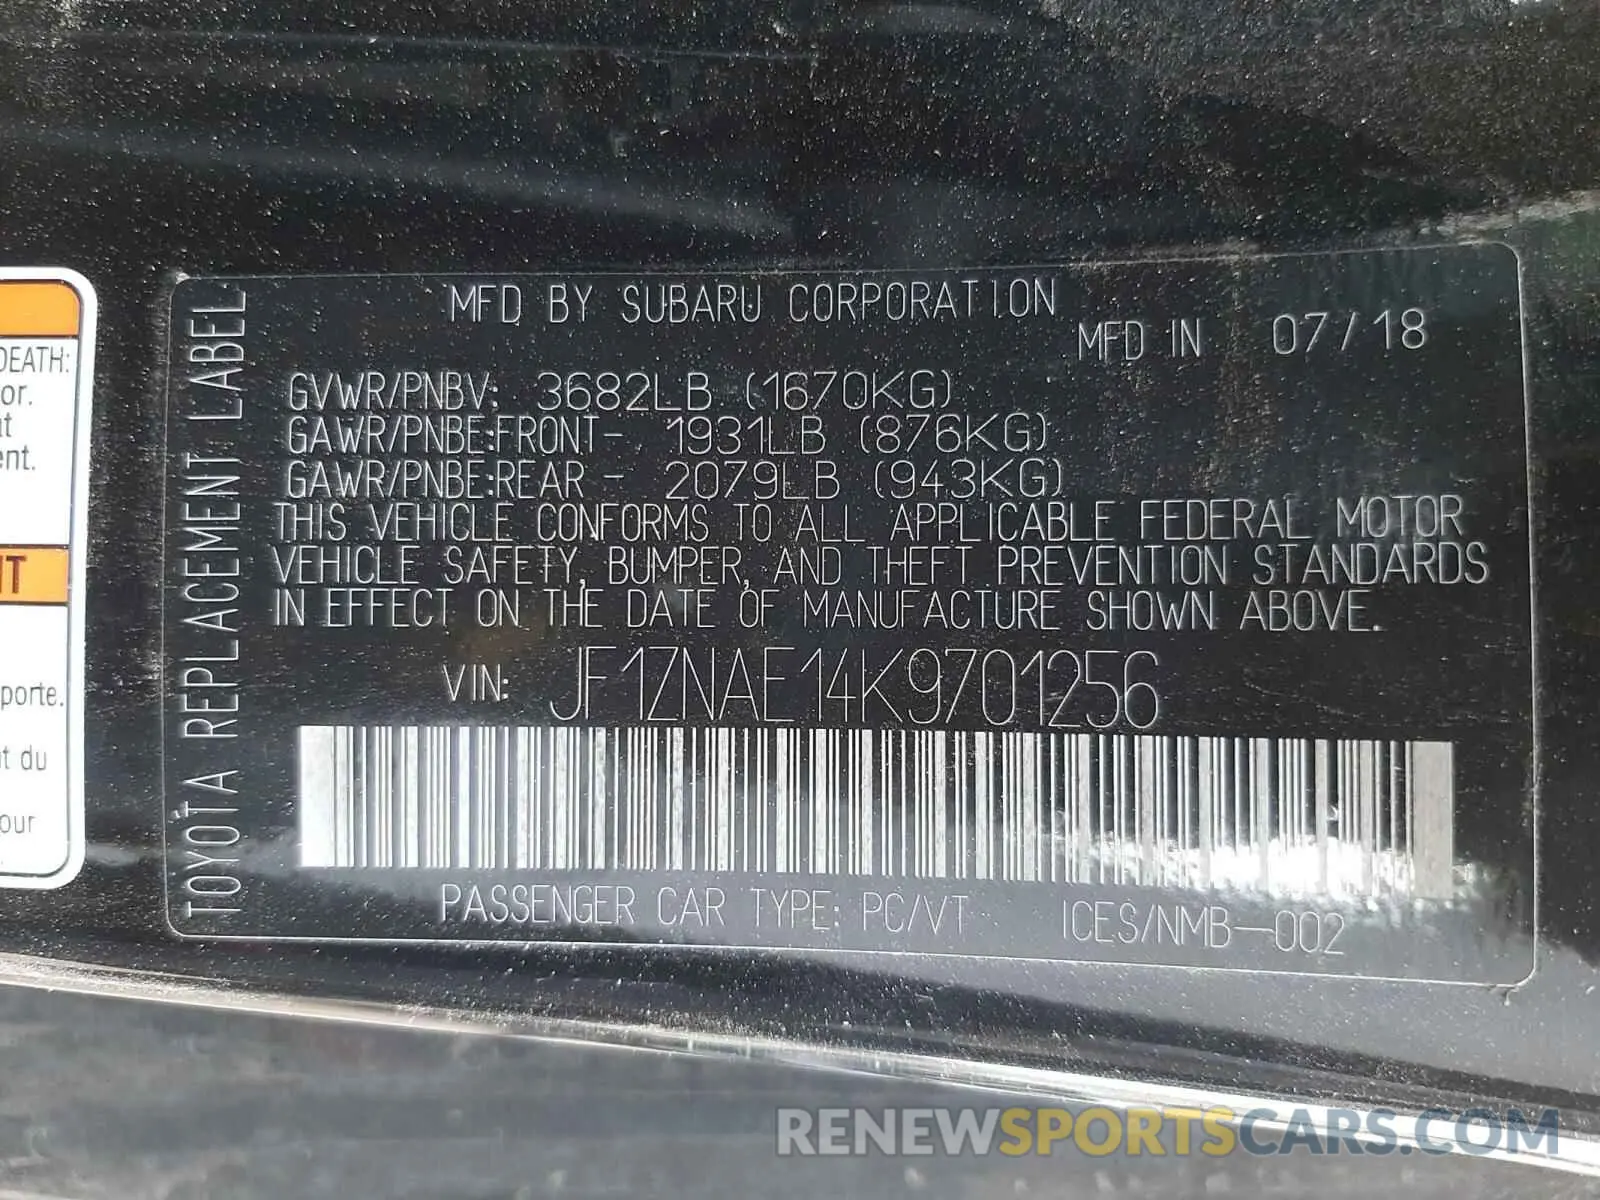 DEATH:
or.
ent.
NT
porte.
t du
our
TOYOTA REPLACEMENT LABEL
MFD BY SUBARU CORPORATION
MFD IN 07/18
GVWR/PNBV: 3682LB (1670KG)
GAWR/PNBE:FRONT- 1931LB (876KG)
GAWR/PNBE:REAR - 2079LB (943KG)
THIS VEHICLE CONFORMS TO ALL APPLICABLE FEDERAL MOTOR
VEHICLE SAFETY, BUMPER, AND THEFT PREVENTION STANDARDS
IN EFFECT ON THE DATE OF MANUFACTURE SHOWN ABOVE.
VIN: JF1ZNAE14K9701256
PASSENGER CAR TYPE: PC/VT ICES/NMB-002
RENEWSPORTSCARS.COM